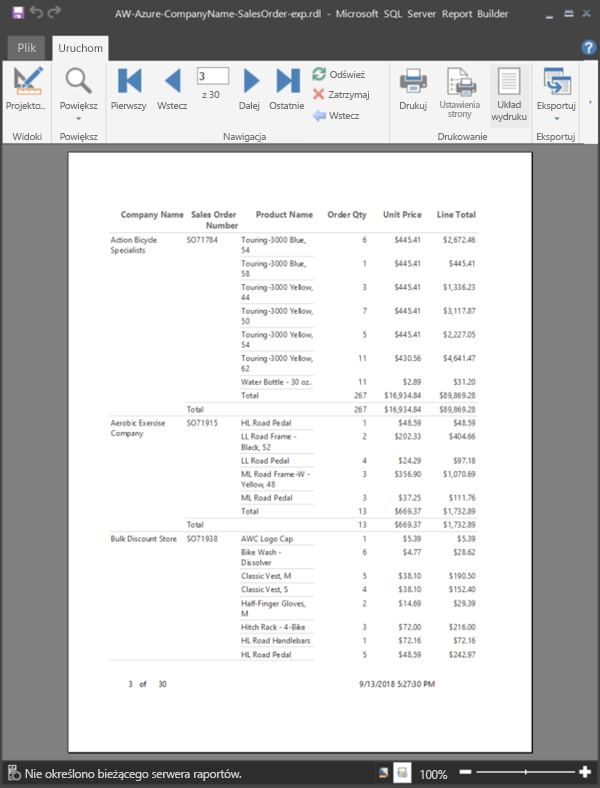 AW-Azure-CompanyName-SalesOrder-exp.rdl - Microsoft SQL Server Report Builder
Plik Uruchom ?
Projekto... Powiększ Pierwszy Wstecz 3 z 30 Dalej Ostatnie Odśwież Zatrzymaj Wstecz Drukuj Ustawienia strony Układ wydruku Eksportuj
Widoki Powiększ Nawigacja Drukowanie Eksportuj
Company Name Sales Order Product Name Order Qty Unit Price Line Total
Number
Action Bicycle SO71784 Touring-3000 Blue, 6 $445.41 $2,672.46
Specialists 54
Touring-3000 Blue, 1 $445.41 $445.41
58
Touring-3000 Yellow, 3 $445.41 $1,336.23
44
Touring-3000 Yellow, 7 $445.41 $3,117.87
50
Touring-3000 Yellow, 5 $445.41 $2,227.05
54
Touring-3000 Yellow, 11 $430.56 $4,641.47
62
Water Bottle - 30 oz. 11 $2.89 $31.20
Total 267 $16,934.84 $89,869.28
Total 267 $16,934.84 $89,869.28
Aerobic Exercise SO71915 HL Road Pedal 1 $48.59 $48.59
Company LL Road Frame - 2 $202.33 $404.66
Black, 52
LL Road Pedal 4 $24.29 $97.18
ML Road Frame-W - 3 $356.90 $1,070.69
Yellow, 48
ML Road Pedal 3 $37.25 $111.76
Total 13 $669.37 $1,732.89
Total 13 $669.37 $1,732.89
Bulk Discount Store SO71938 AWC Logo Cap 1 $5.39 $5.39
Bike Wash - 6 $4.77 $28.62
Dissolver
Classic Vest, M 5 $38.10 $190.50
Classic Vest, S 4 $38.10 $152.40
Half-Finger Gloves, 2 $14.69 $29.39
M
Hitch Rack - 4-Bike 3 $72.00 $216.00
HL Road Handlebars 1 $72.16 $72.16
HL Road Pedal 5 $48.59 $242.97
3 of 30 9/13/2018 5:27:30 PM
Nie określono bieżącego serwera raportów. 100%